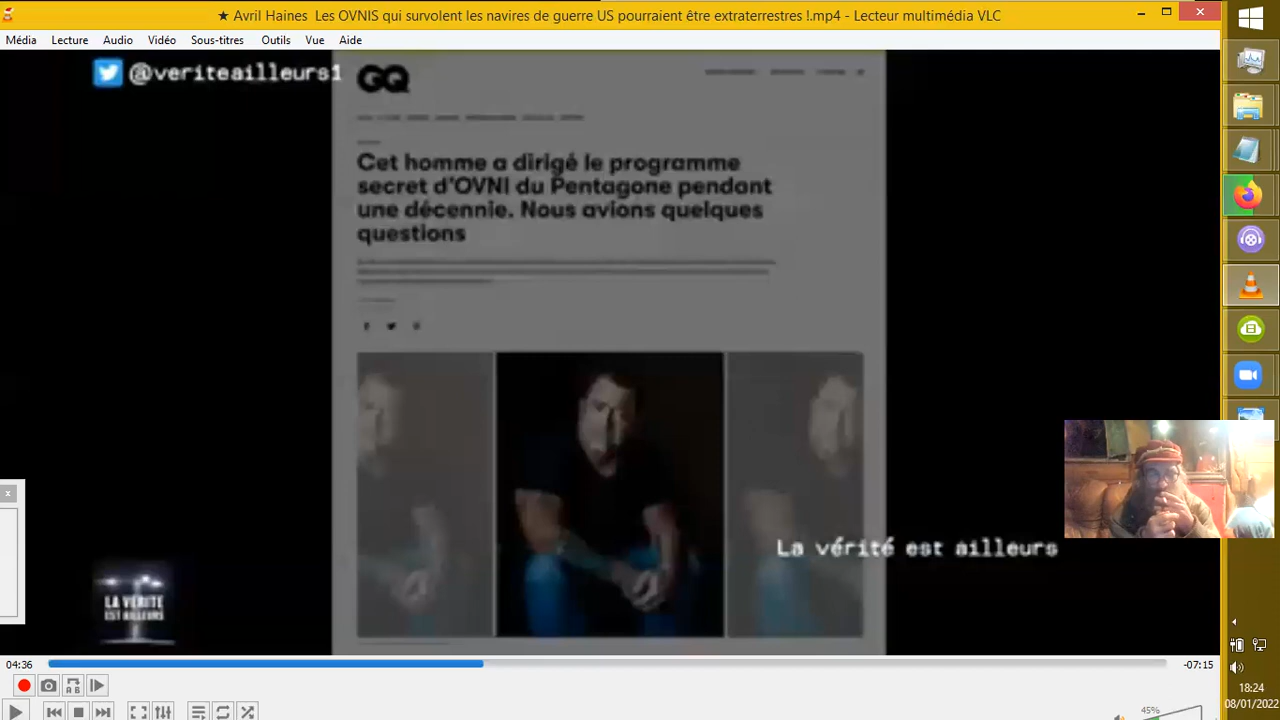 ★ Avril Haines  Les OVNIS qui survolent les navires de guerre US pourraient être extraterrestres !.mp4 - Lecteur multimédia VLC
Média Lecture Audio Vidéo Sous-titres Outils Vue Aide
@veriteailleurs1
GQ
Cet homme a dirigé le programme
secret d'OVNI du Pentagone pendant
une décennie. Nous avions quelques
questions
La vérité est ailleurs
LA VERITE
EST AILLEURS
04:36
-07:15
45%
18:24
08/01/2022